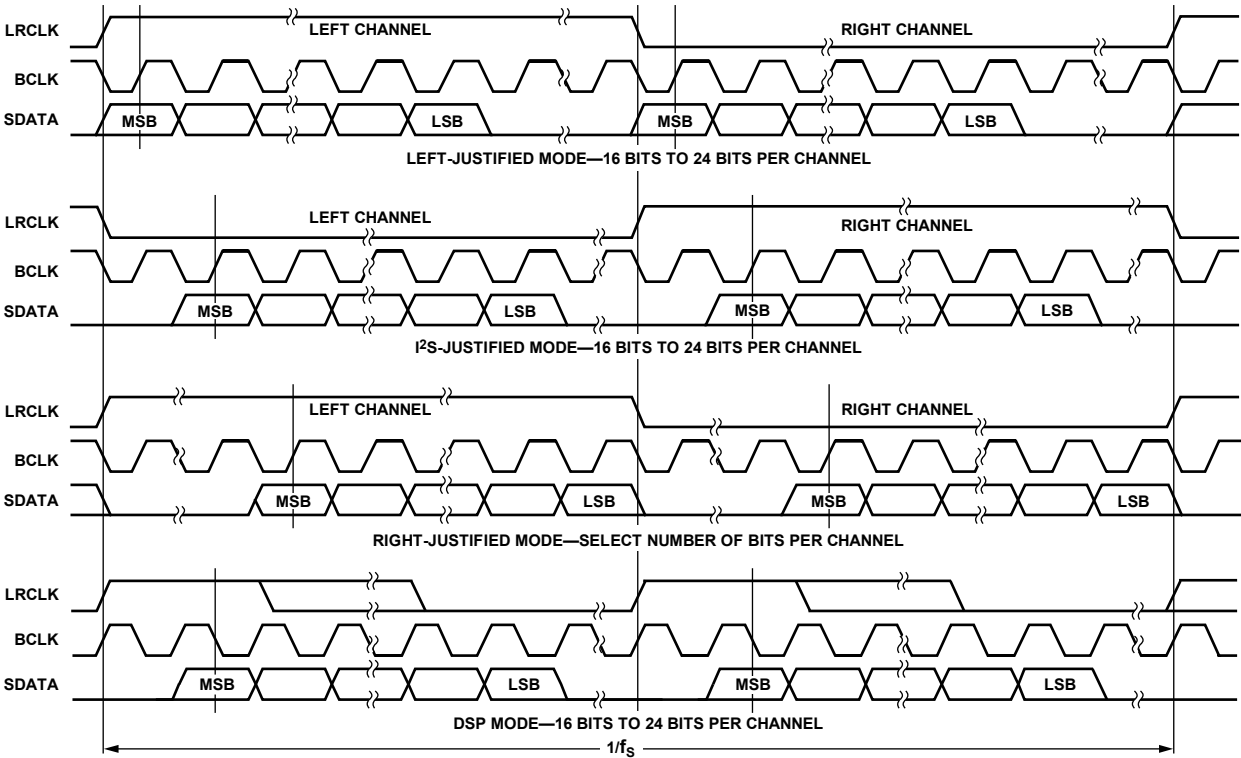 LRCLK LEFT CHANNEL RIGHT CHANNEL
BCLK
SDATA MSB LSB MSB LSB
LEFT-JUSTIFIED MODE—16 BITS TO 24 BITS PER CHANNEL
LRCLK LEFT CHANNEL RIGHT CHANNEL
BCLK
SDATA MSB LSB MSB LSB
I²S-JUSTIFIED MODE—16 BITS TO 24 BITS PER CHANNEL
LRCLK LEFT CHANNEL RIGHT CHANNEL
BCLK
SDATA MSB LSB MSB LSB
RIGHT-JUSTIFIED MODE—SELECT NUMBER OF BITS PER CHANNEL
LRCLK
BCLK
SDATA MSB LSB MSB LSB
DSP MODE—16 BITS TO 24 BITS PER CHANNEL
1/fS